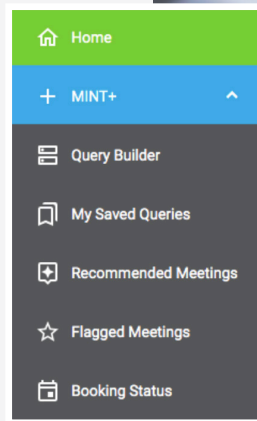 Home
MINT+
Query Builder
My Saved Queries
Recommended Meetings
Flagged Meetings
Booking Status